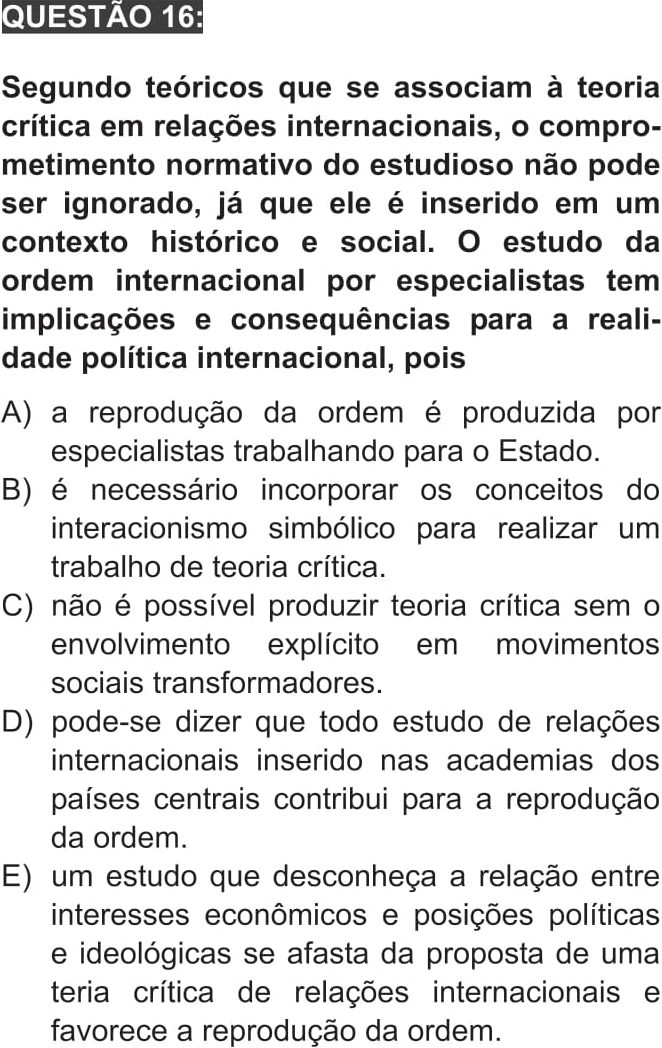 QUESTÃO 16:
Segundo teóricos que se associam à teoria
crítica em relações internacionais, o compro-
metimento normativo do estudioso não pode
ser ignorado, já que ele é inserido em um
contexto histórico e social. O estudo da
ordem internacional por especialistas tem
implicações e consequências para a reali-
dade política internacional, pois
A) a reprodução da ordem é produzida por
especialistas trabalhando para o Estado.
B) é necessário incorporar os conceitos do
interacionismo simbólico para realizar um
trabalho de teoria crítica.
C) não é possível produzir teoria crítica sem o
envolvimento explícito em movimentos
sociais transformadores.
D) pode-se dizer que todo estudo de relações
internacionais inserido nas academias dos
países centrais contribui para a reprodução
da ordem.
E) um estudo que desconheça a relação entre
interesses econômicos e posições políticas
e ideológicas se afasta da proposta de uma
teria crítica de relações internacionais e
favorece a reprodução da ordem.